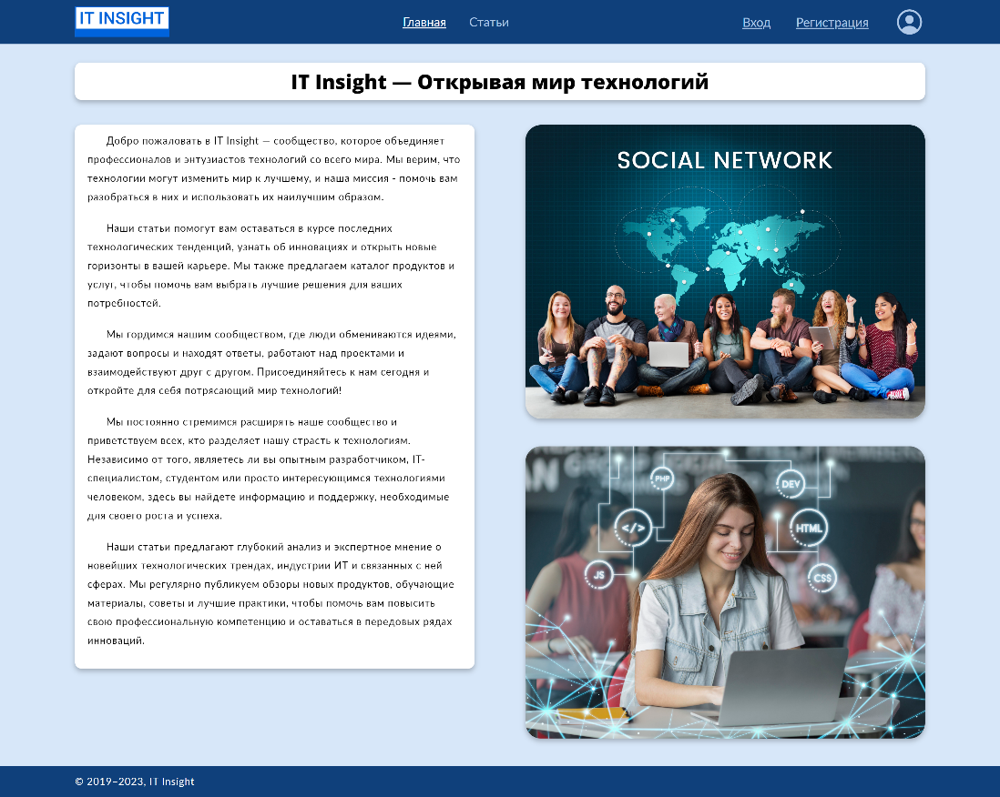 IT INSIGHT
Главная Статьи Вход Регистрация
IT Insight — Открывая мир технологий
Добро пожаловать в IT Insight — сообщество, которое объединяет
профессионалов и энтузиастов технологий со всего мира. Мы верим, что
технологии могут изменить мир к лучшему, и наша миссия - помочь вам
разобраться в них и использовать их наилучшим образом.
Наши статьи помогут вам оставаться в курсе последних
технологических тенденций, узнать об инновациях и открыть новые
горизонты в вашей карьере. Мы также предлагаем каталог продуктов и
услуг, чтобы помочь вам выбрать лучшие решения для ваших
потребностей.
Мы гордимся нашим сообществом, где люди обмениваются идеями,
задают вопросы и находят ответы, работают над проектами и
взаимодействуют друг с другом. Присоединяйтесь к нам сегодня и
откройте для себя потрясающий мир технологий!
Мы постоянно стремимся расширять наше сообщество и
приветствуем всех, кто разделяет нашу страсть к технологиям.
Независимо от того, являетесь ли вы опытным разработчиком, IT-
специалистом, студентом или просто интересующимся технологиями
человеком, здесь вы найдете информацию и поддержку, необходимые
для своего роста и успеха.
Наши статьи предлагают глубокий анализ и экспертное мнение о
новейших технологических трендах, индустрии ИТ и связанных с ней
сферах. Мы регулярно публикуем обзоры новых продуктов, обучающие
материалы, советы и лучшие практики, чтобы помочь вам повысить
свою профессиональную компетенцию и оставаться в передовых рядах
инноваций.
SOCIAL NETWORK
PHP
DEV
</>
HTML
JS
CSS
© 2019–2023, IT Insight